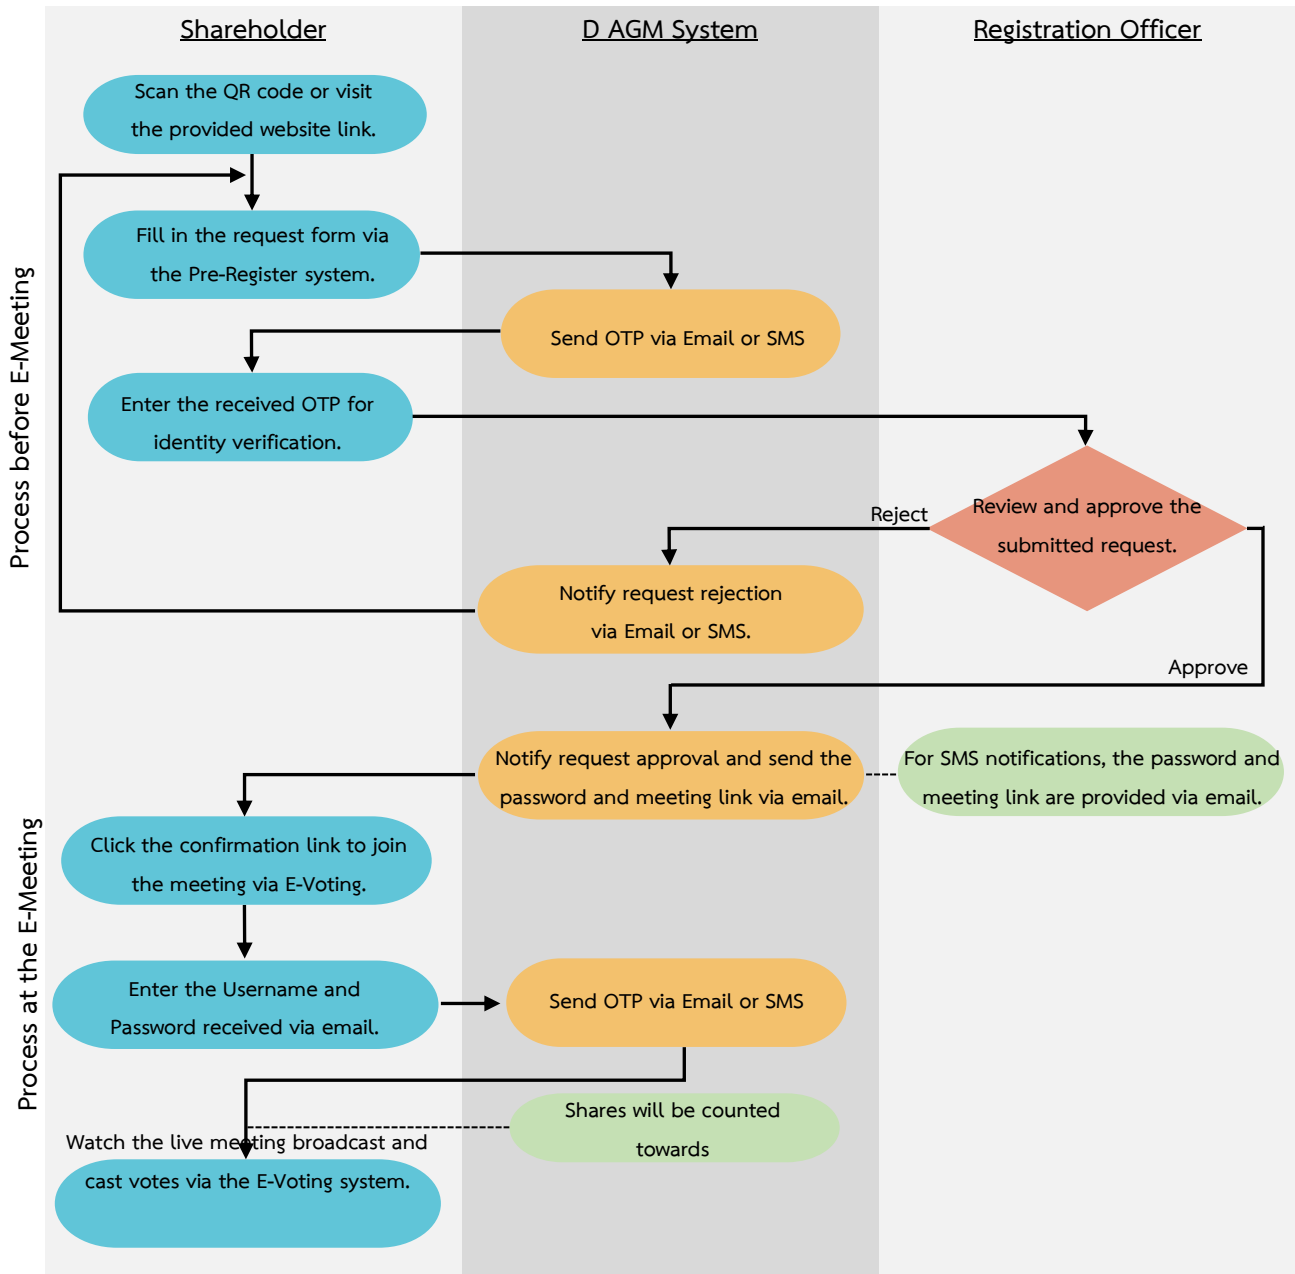 Shareholder
D AGM System
Registration Officer
Process before E-Meeting
Scan the QR code or visit
the provided website link.
Fill in the request form via
the Pre-Register system.
Send OTP via Email or SMS
Enter the received OTP for
identity verification.
Review and approve the
submitted request.
Reject
Notify request rejection
via Email or SMS.
Approve
Process at the E-Meeting
Notify request approval and send the
password and meeting link via email.
For SMS notifications, the password and
meeting link are provided via email.
Click the confirmation link to join
the meeting via E-Voting.
Enter the Username and
Password received via email.
Send OTP via Email or SMS
Shares will be counted
towards
Watch the live meeting broadcast and
cast votes via the E-Voting system.